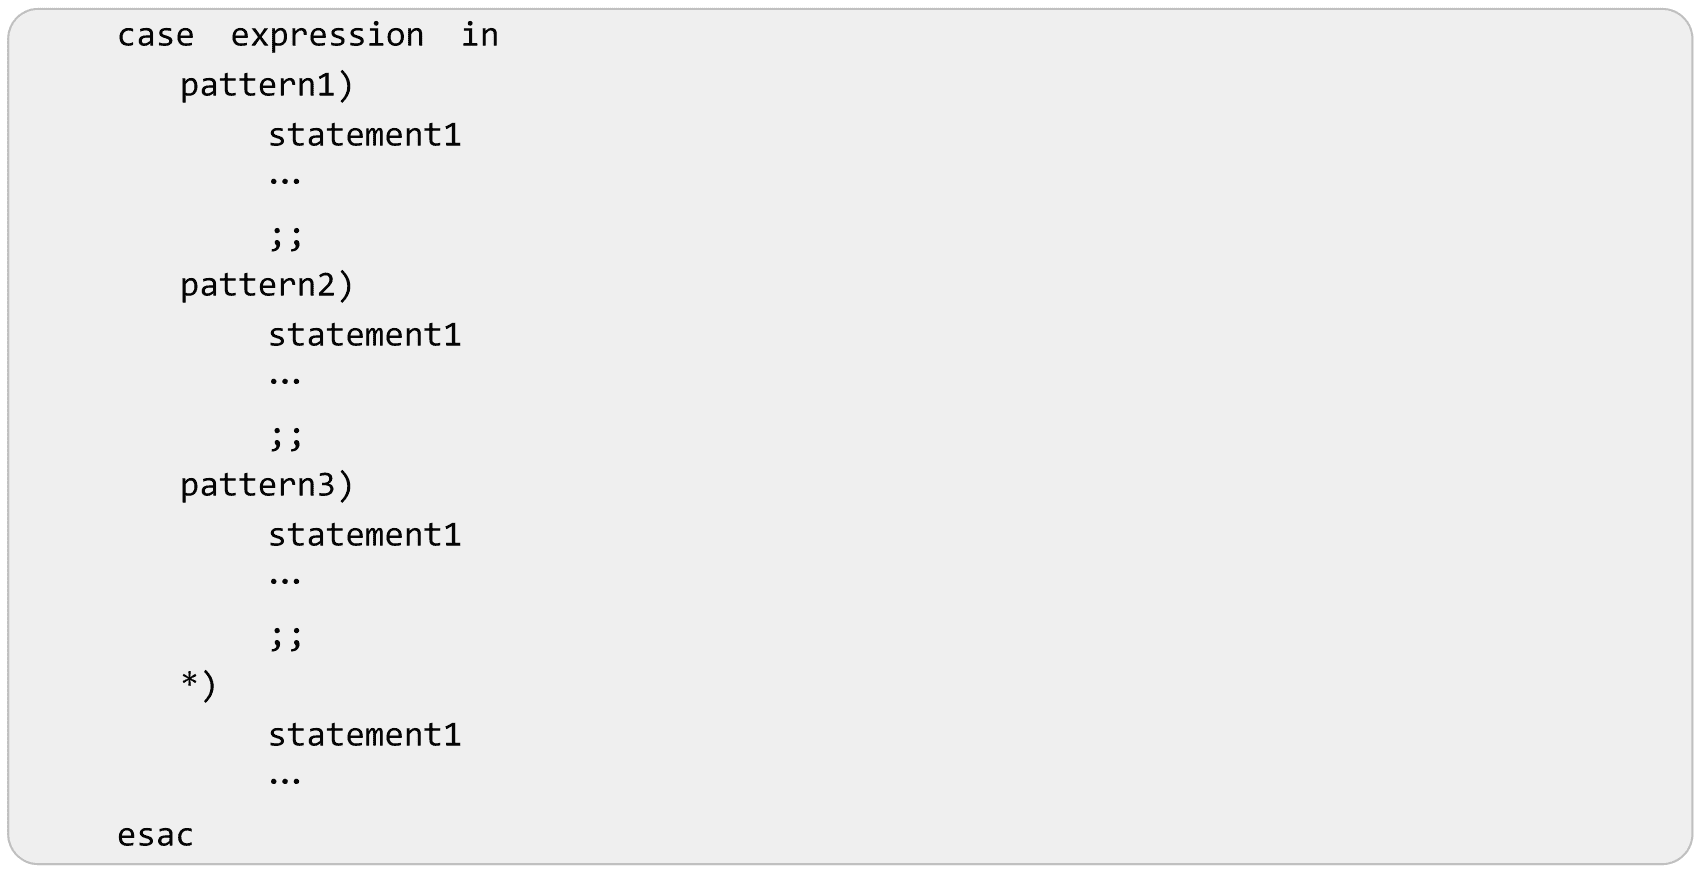 case expression in
pattern1)
statement1
…
;;
pattern2)
statement1
…
;;
pattern3)
statement1
…
;;
*)
statement1
…
esac